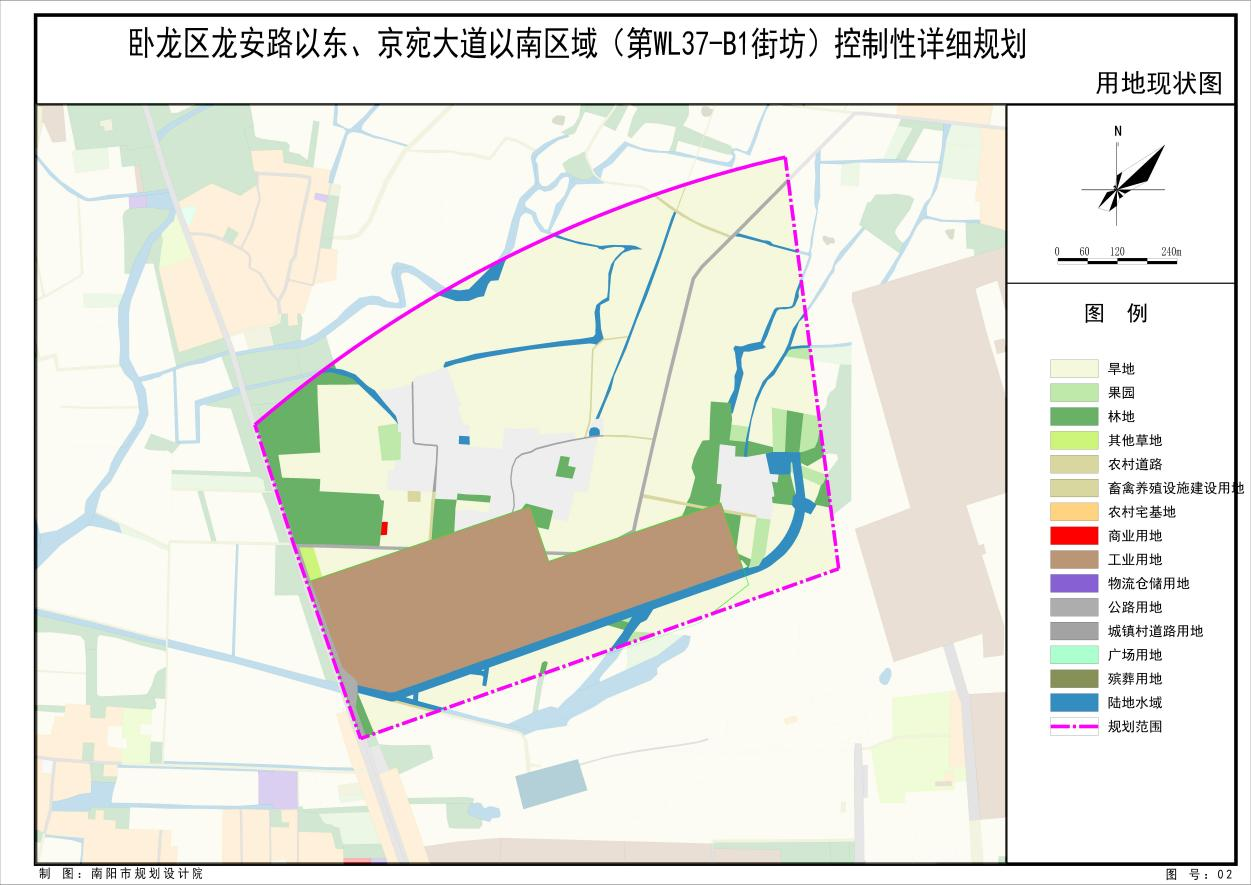 卧龙区龙安路以东、京宛大道以南区域（第WL37-B1街坊）控制性详细规划
用地现状图
N
0 60 120 240m
图 例
旱地
果园
林地
其他草地
农村道路
畜禽养殖设施建设用地
农村宅基地
商业用地
工业用地
物流仓储用地
公路用地
城镇村道路用地
广场用地
殡葬用地
陆地水域
规划范围
制 图：南阳市规划设计院
图 号：02